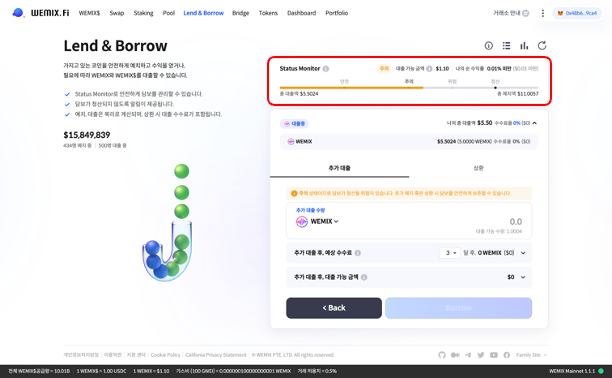 WEMIX.Fi
WEMIX$ Swap Staking Pool Lend & Borrow Bridge Tokens Dashboard Portfolio
거래소 안내
0x48b6...9ca4
Lend & Borrow
가지고 있는 코인을 안전하게 예치하고 수익을 얻거나,
필요에 따라 WEMIX와 WEMIX$를 대출할 수 있습니다.
Status Monitor로 안전하게 담보를 관리할 수 있습니다.
담보가 청산되지 않도록 알림이 제공됩니다.
예치, 대출은 복리로 계산되며, 상환 시 대출 수수료가 포함됩니다.
$15,849,839
434명 예치 중 | 500명 대출 중
Status Monitor
주의 대출 가능 금액 $1.10 나의 순 수익률 0.01% 미만 ($0.01 미만)
안전 주의 위험 청산
총 대출액 $5.5024 총 예치액 $11.0057
대출중
나의 총 대출액 $5.50 수수료율 0% ($0)
WEMIX $5.5024 (5.0000 WEMIX) 수수료율 0% ($0)
추가 대출 상환
주의 상태이므로 담보가 청산될 위험이 있습니다. 추가 예치 혹은 상환 시 담보를 안전하게 보존할 수 있습니다.
추가 대출 수량
WEMIX 0.0
대출 가능 수량: 1.0004
추가 대출 후, 예상 수수료 3 달 후, 0 WEMIX ($0)
추가 대출 후, 대출 가능 금액 $0
< Back Borrow
개인정보처리방침 | 이용약관 | 지원 센터 | Cookie Policy | California Privacy Statement | © WEMIX PTE. LTD. All rights reserved.
Family Site
전체 WEMIX$공급량 = 10.01B 1 WEMIX$ = 1.00 USDC 1 WEMIX = $1.10 가스비 (100 GWEI) = 0.0000001000000000001 WEMIX 거래 허용치 = 0.5%
WEMIX Mainnet 1.1.1